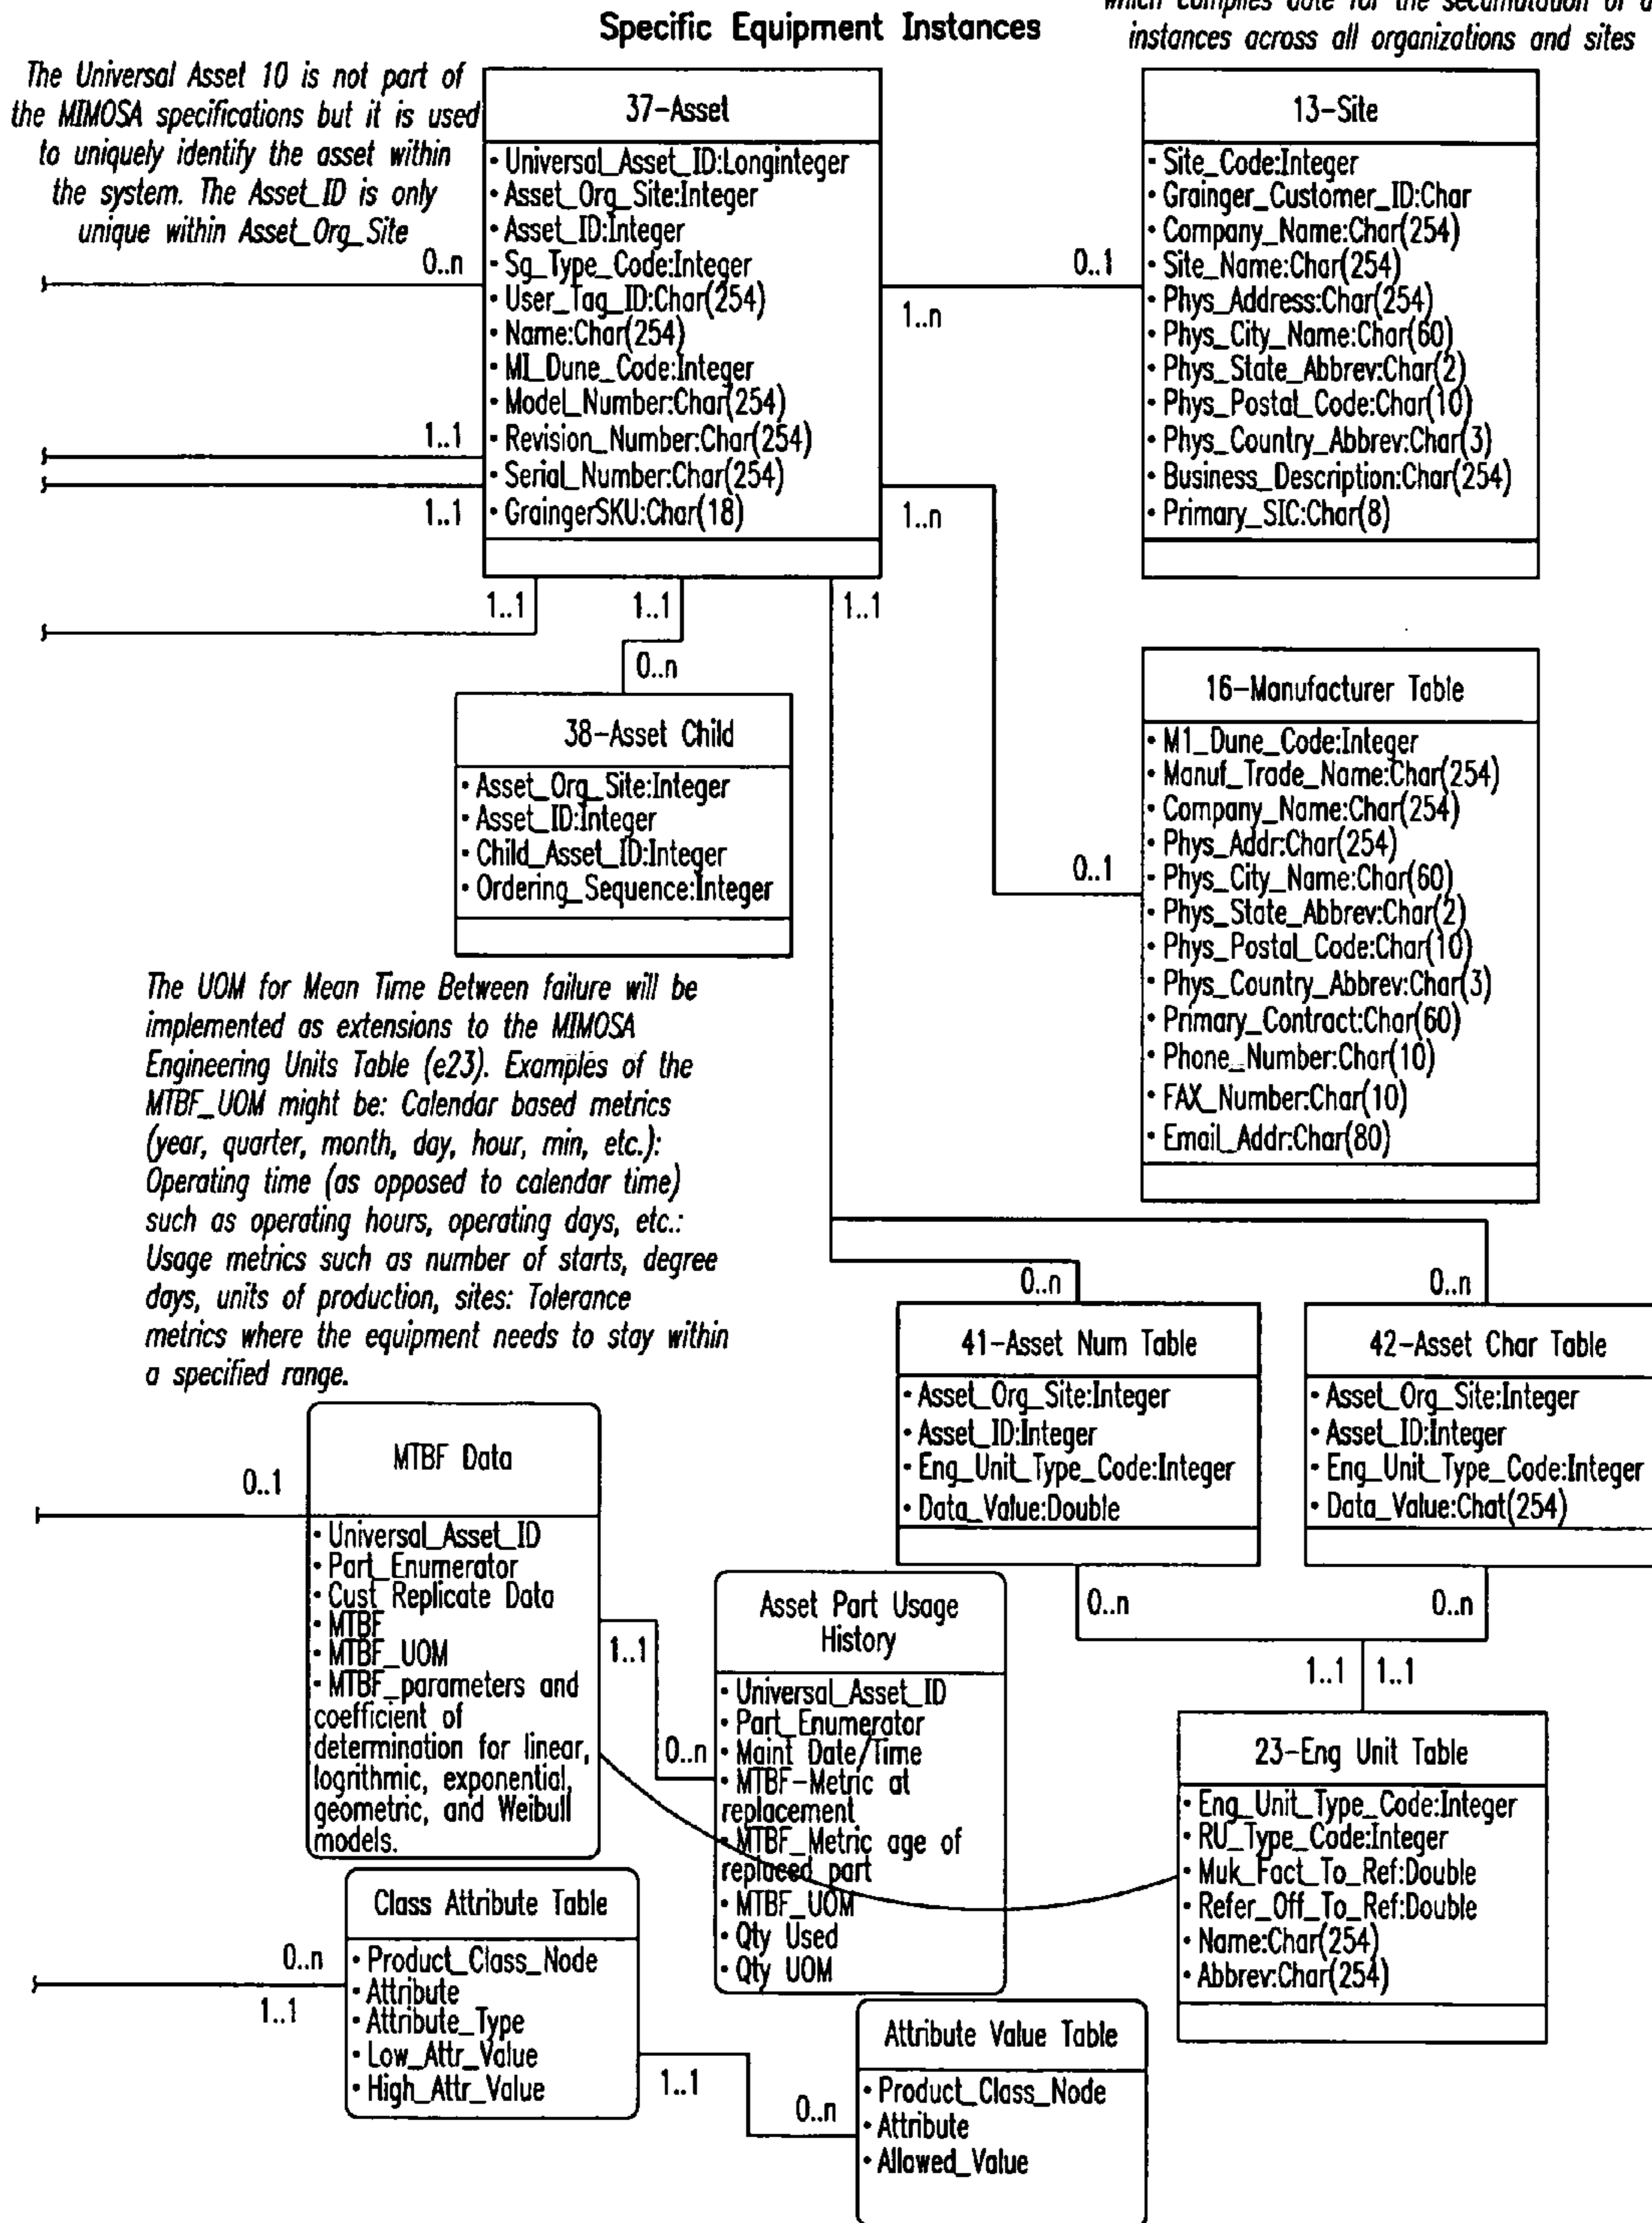 which compiles date for the secumutation of a
instances across all organizations and sites
Specific Equipment Instances
The Universal Asset 10 is not part of
the MIMOSA specifications but it is used
to uniquely identify the asset within
the system. The Asset_ID is only
unique within Asset_Org_Site
37-Asset
• Universal_Asset_ID:Longinteger
• Asset_Org_Site:Integer
• Asset_ID:Integer
• Sg_Type_Code:Integer
• User_Tag_ID:Char(254)
• Name:Char(254)
• MI_Dune_Code:Integer
• Model_Number:Char(254)
• Revision_Number:Char(254)
• Serial_Number:Char(254)
• GraingerSKU:Char(18)
0..n
1..1
1..1
1..1
1..1
1..1
1..n
0..1
1..n
13-Site
• Site_Code:Integer
• Grainger_Customer_ID:Char
• Company_Name:Char(254)
• Site_Name:Char(254)
• Phys_Address:Char(254)
• Phys_City_Name:Char(60)
• Phys_State_Abbrev:Char(2)
• Phys_Postal_Code:Char(10)
• Phys_Country_Abbrev:Char(3)
• Business_Description:Char(254)
• Primary_SIC:Char(8)
0..n
38-Asset Child
• Asset_Org_Site:Integer
• Asset_ID:Integer
• Child_Asset_ID:Integer
• Ordering_Sequence:Integer
0..1
16-Manufacturer Table
• M1_Dune_Code:Integer
• Manuf_Trade_Name:Char(254)
• Company_Name:Char(254)
• Phys_Addr:Char(254)
• Phys_City_Name:Char(60)
• Phys_State_Abbrev:Char(2)
• Phys_Postal_Code:Char(10)
• Phys_Country_Abbrev:Char(3)
• Primary_Contract:Char(60)
• Phone_Number:Char(10)
• FAX_Number:Char(10)
• Email_Addr:Char(80)
The UOM for Mean Time Between failure will be
implemented as extensions to the MIMOSA
Engineering Units Table (e23). Examples of the
MTBF_UOM might be: Calendar based metrics
(year, quarter, month, day, hour, min, etc.):
Operating time (as opposed to calendar time)
such as operating hours, operating days, etc.:
Usage metrics such as number of starts, degree
days, units of production, sites: Tolerance
metrics where the equipment needs to stay within
a specified range.
0..n
41-Asset Num Table
• Asset_Org_Site:Integer
• Asset_ID:Integer
• Eng_Unit_Type_Code:Integer
• Data_Value:Double
0..n
0..n
42-Asset Char Table
• Asset_Org_Site:Integer
• Asset_ID:Integer
• Eng_Unit_Type_Code:Integer
• Data_Value:Chat(254)
0..n
0..1
MTBF Data
• Universal_Asset_ID
• Part_Enumerator
• Cust Replicate Data
• MTBF
• MTBF_UOM
• MTBF_parameters and
coefficient of
determination for linear,
logrithmic, exponential,
geometric, and Weibull
models.
1..1
0..n
Asset Part Usage
History
• Universal_Asset_ID
• Part_Enumerator
• Maint Date/Time
• MTBF-Metric at
replacement
• MTBF_Metric age of
replaced part
• MTBF_UOM
• Qty Used
• Qty UOM
1..1
1..1
23-Eng Unit Table
• Eng_Unit_Type_Code:Integer
• RU_Type_Code:Integer
• Muk_Fact_To_Ref:Double
• Refer_Off_To_Ref:Double
• Name:Char(254)
• Abbrev:Char(254)
0..n
1..1
Class Attribute Table
• Product_Class_Node
• Attribute
• Attribute_Type
• Low_Attr_Value
• High_Attr_Value
1..1
0..n
Attribute Value Table
• Product_Class_Node
• Attribute
• Allowed_Value